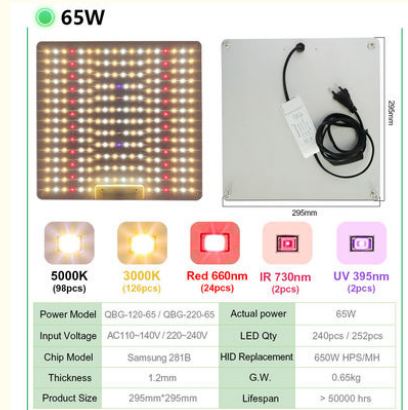 65W
295mm
295mm
5000K
(98pcs)
3000K
(126pcs)
Red 660nm
(24pcs)
IR 730nm
(2pcs)
UV 395nm
(2pcs)
Power Model QBG-120-65 / QBG-220-65 Actual power 65W
Input Voltage AC110~140V / 220~240V LED Qty 240pcs / 252pcs
Chip Model Samsung 281B HID Replacement 650W HPS/MH
Thickness 1.2mm G.W. 0.65kg
Product Size 295mm*295mm Lifespan > 50000 hrs